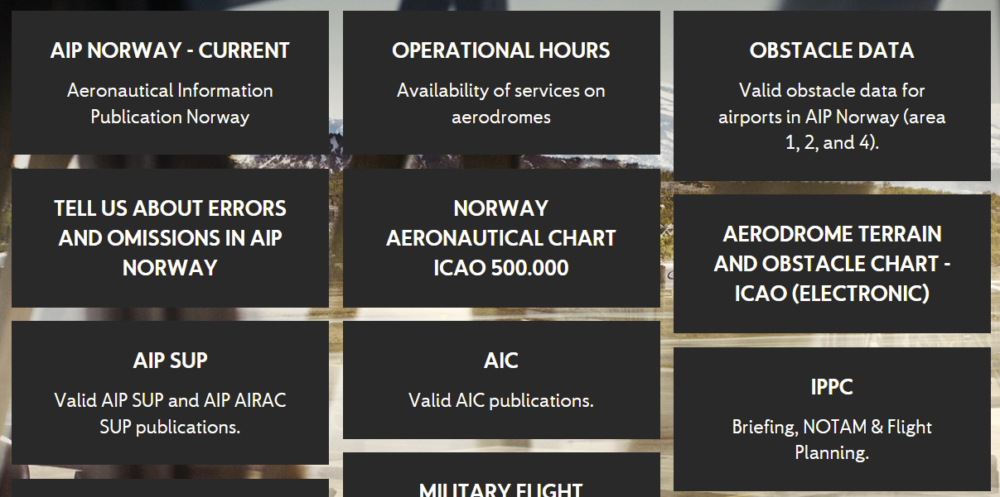 AIP NORWAY - CURRENT
Aeronautical Information
Publication Norway
OPERATIONAL HOURS
Availability of services on
aerodromes
OBSTACLE DATA
Valid obstacle data for
airports in AIP Norway (area
1, 2, and 4).
TELL US ABOUT ERRORS
AND OMISSIONS IN AIP
NORWAY
NORWAY
AERONAUTICAL CHART
ICAO 500.000
AERODROME TERRAIN
AND OBSTACLE CHART -
ICAO (ELECTRONIC)
AIP SUP
Valid AIP SUP and AIP AIRAC
SUP publications.
AIC
Valid AIC publications.
IPPC
Briefing, NOTAM & Flight
Planning.
MILITARY FLIGHT